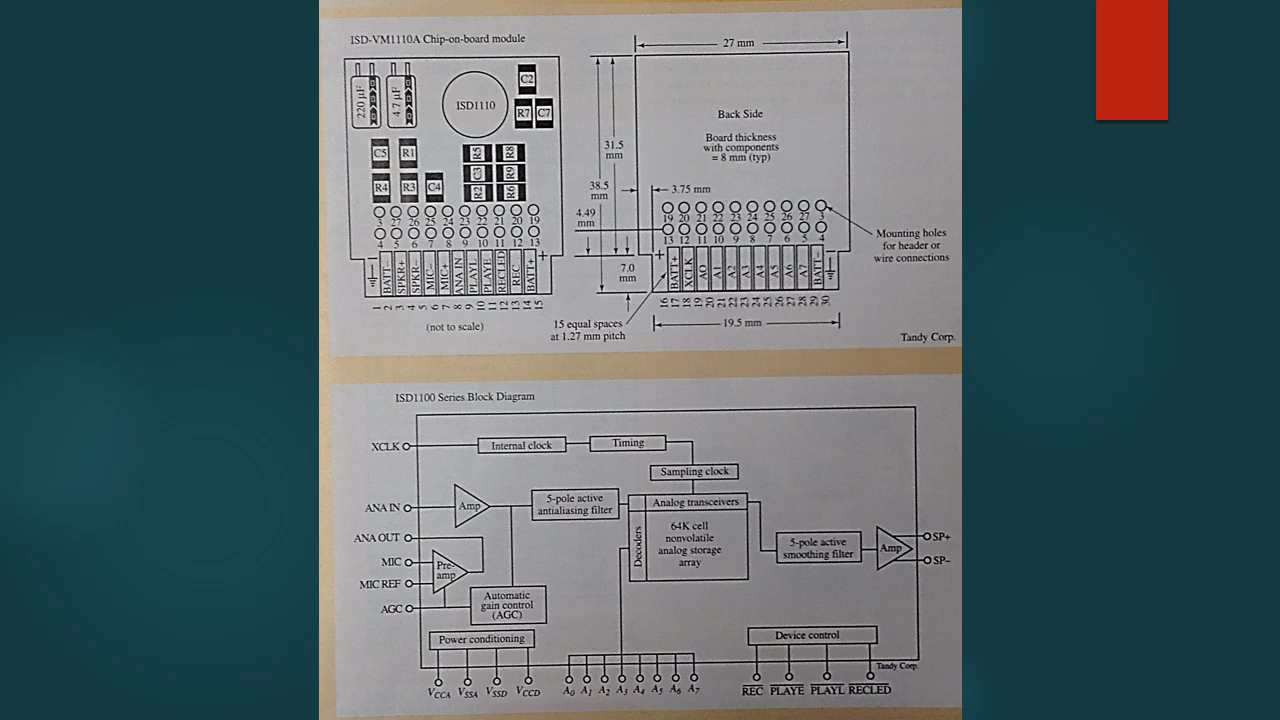 ISD-VM1110A Chip-on-board module
220 µF
4.7 µF
ISD1110
C2
R7 C7
C5 R1
R5 R8
C3 R9
R4 R3 C4
R2 R6
3 27 26 25 24 23 22 21 20 19
4 5 6 7 8 9 10 11 12 13
+
BATT– SPKR+ SPKR– MIC– MIC+ ANA IN PLAYL PLAYE RECLED REC BATT+
1 2 3 4 5 6 7 8 9 10 11 12 13 14 15
(not to scale)
27 mm
Back Side
Board thickness
with components
= 8 mm (typ)
31.5
mm
38.5
mm
3.75 mm
4.49
mm
7.0
mm
19 20 21 22 23 24 25 26 27 3
13 12 11 10 9 8 7 6 5 4
+
BATT+ XCLK A0 A1 A2 A3 A4 A5 A6 A7 BATT–
16 17 18 19 20 21 22 23 24 25 26 27 28 29 30
Mounting holes
for header or
wire connections
15 equal spaces
at 1.27 mm pitch
19.5 mm
Tandy Corp.
ISD1100 Series Block Diagram
XCLK
Internal clock
Timing
Sampling clock
ANA IN
Amp
5-pole active
antialiasing filter
Analog transceivers
Decoders
64K cell
nonvolatile
analog storage
array
ANA OUT
MIC
Pre-
amp
MIC REF
AGC
Automatic
gain control
(AGC)
5-pole active
smoothing filter
Amp
SP+
SP–
Power conditioning
Device control
Tandy Corp.
VCCA VSSA VSSD VCCD
A0 A1 A2 A3 A4 A5 A6 A7
REC PLAYE PLAYL RECLED